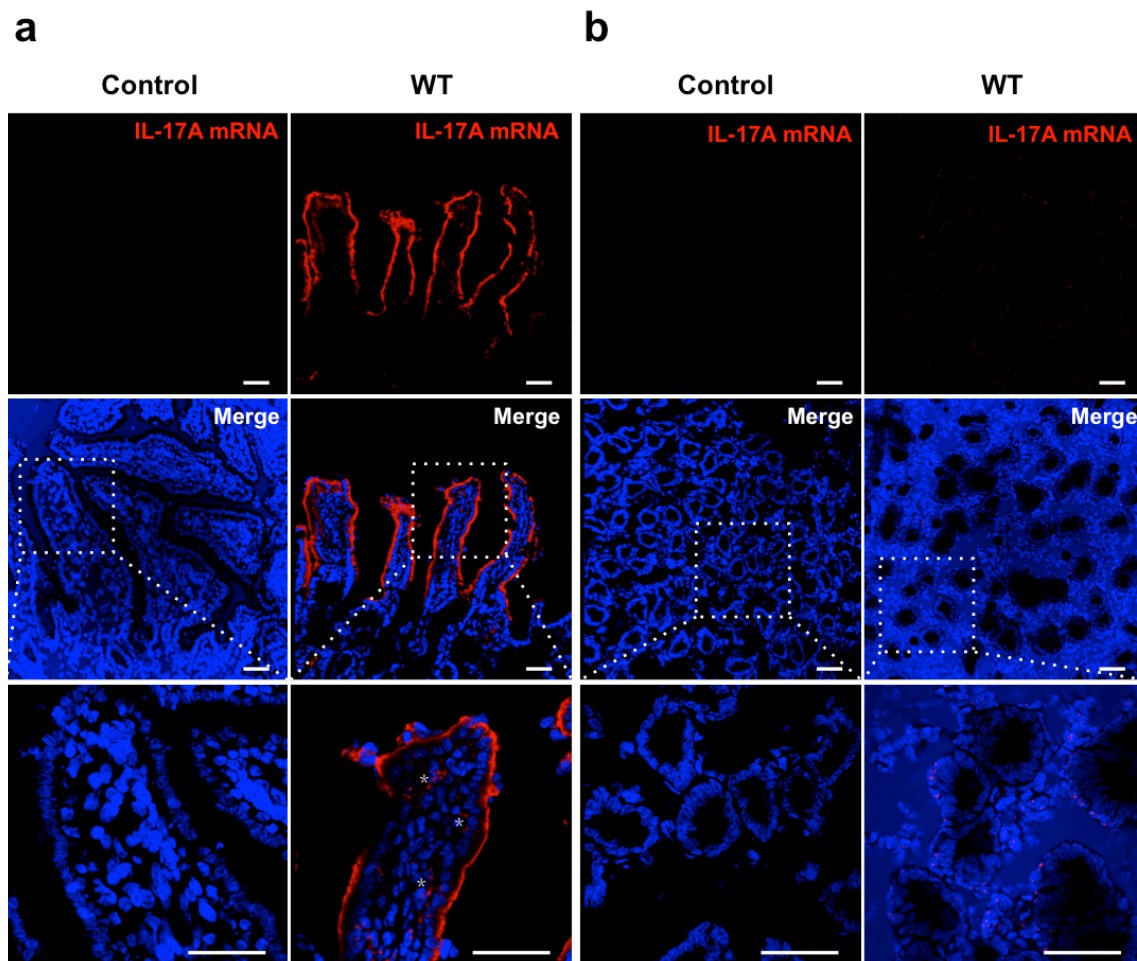 a
b
Control
WT
Control
WT
IL-17A mRNA
IL-17A mRNA
IL-17A mRNA
IL-17A mRNA
Merge
Merge
Merge
Merge
*
*
*